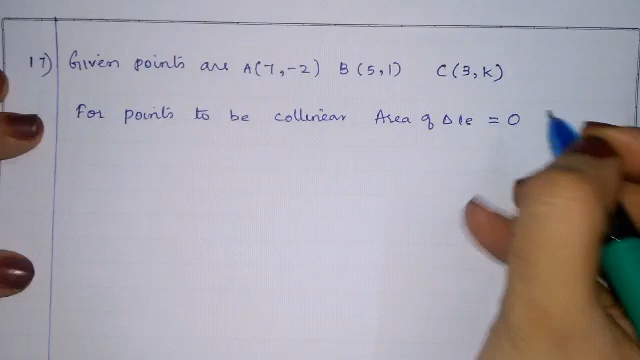 17) Given points are A(7,-2) B(5,1) C(3,K)
For points to be collinear Area of Δle = 0